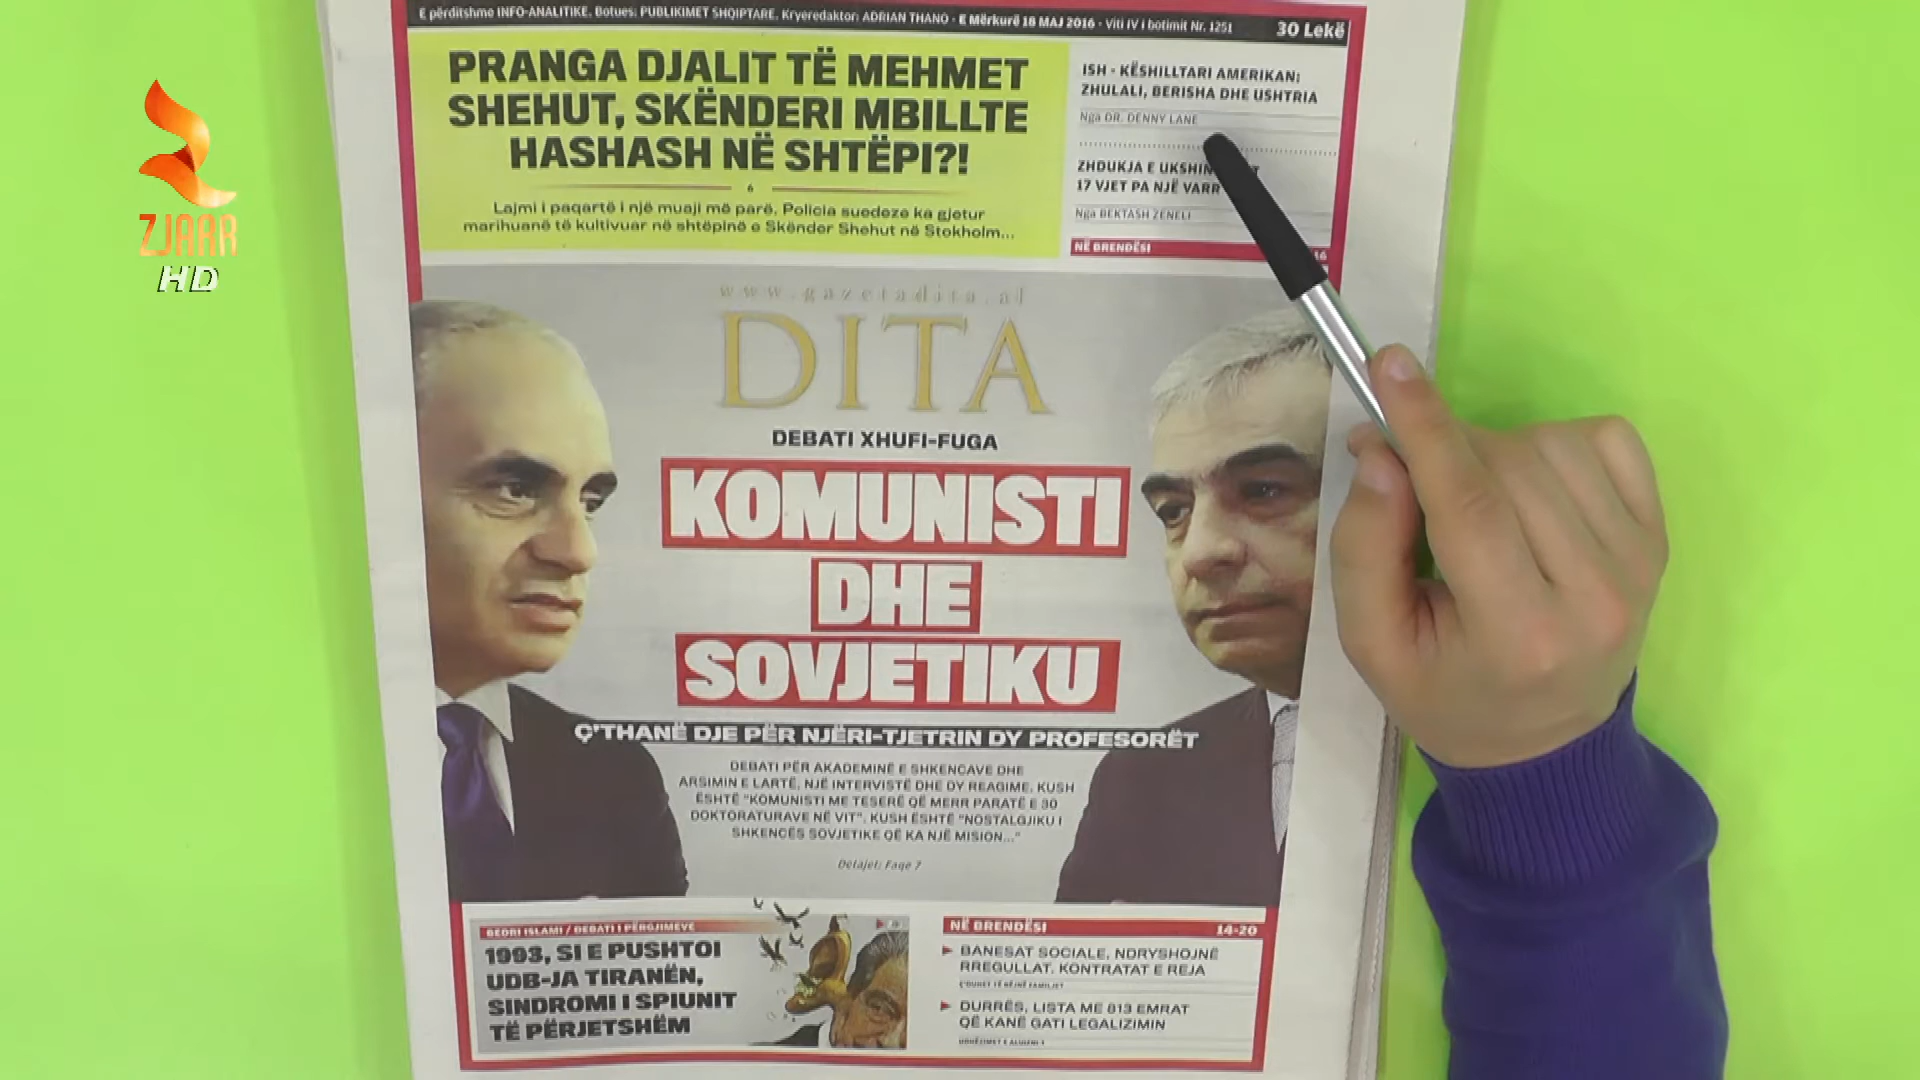 E përditshme INFO-ANALITIKE. Botues: PUBLIKIMET SHQIPTARE. Kryeredaktor: ADRIAN THANO - E Mërkurë 18 MAJ 2016 - Viti IV i botimit Nr. 1251
30 Lekë
PRANGA DJALIT TË MEHMET
SHEHUT, SKËNDERI MBILLTE
HASHASH NË SHTËPI?!
6
Lajmi i paqartë i një muaji më parë. Policia suedeze ka gjetur
marihuanë të kultivuar në shtëpinë e Skënder Shehut në Stokholm...
ISH - KËSHILLTARI AMERIKAN:
ZHULALI, BERISHA DHE USHTRIA
Nga DR. DENNY LANE
ZHDUKJA E UKSHIN
17 VJET PA NJË VARR
Nga BEKTASH ZENELI
NË BRENDËSI
16
ZJARR
HD
www.gazetadita.al
DITA
DEBATI XHUFI-FUGA
KOMUNISTI
DHE
SOVJETIKU
Ç'THANË DJE PËR NJËRI-TJETRIN DY PROFESORËT
DEBATI PËR AKADEMINË E SHKENCAVE DHE
ARSIMIN E LARTË, NJË INTERVISTË DHE DY REAGIME. KUSH
ËSHTË "KOMUNISTI ME TESERË QË MERR PARATË E 30
DOKTORATURAVE NË VIT". KUSH ËSHTË "NOSTALGJIKU I
SHKENCËS SOVJETIKE QË KA NJË MISION..."
Detajet: Faqe 7
BEDRI ISLAMI / DEBATI I PËRGJIMEVE
1993, SI E PUSHTOI
UDB-JA TIRANËN,
SINDROMI I SPIUNIT
TË PËRJETSHËM
NË BRENDËSI
14-20
BANESAT SOCIALE, NDRYSHOJNË
RREGULLAT, KONTRATAT E REJA
DURRËS, LISTA ME 813 EMRAT
QË KANË GATI LEGALIZIMIN